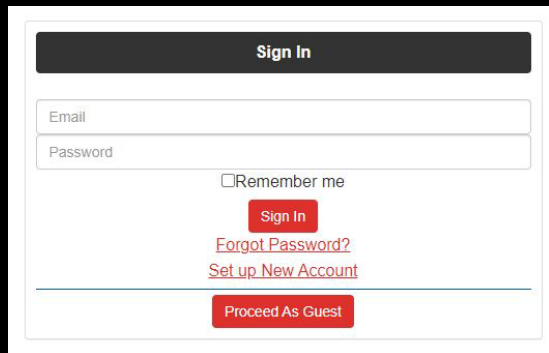 Sign In
Email
Password
Remember me
Sign In
Forgot Password?
Set up New Account
Proceed As Guest